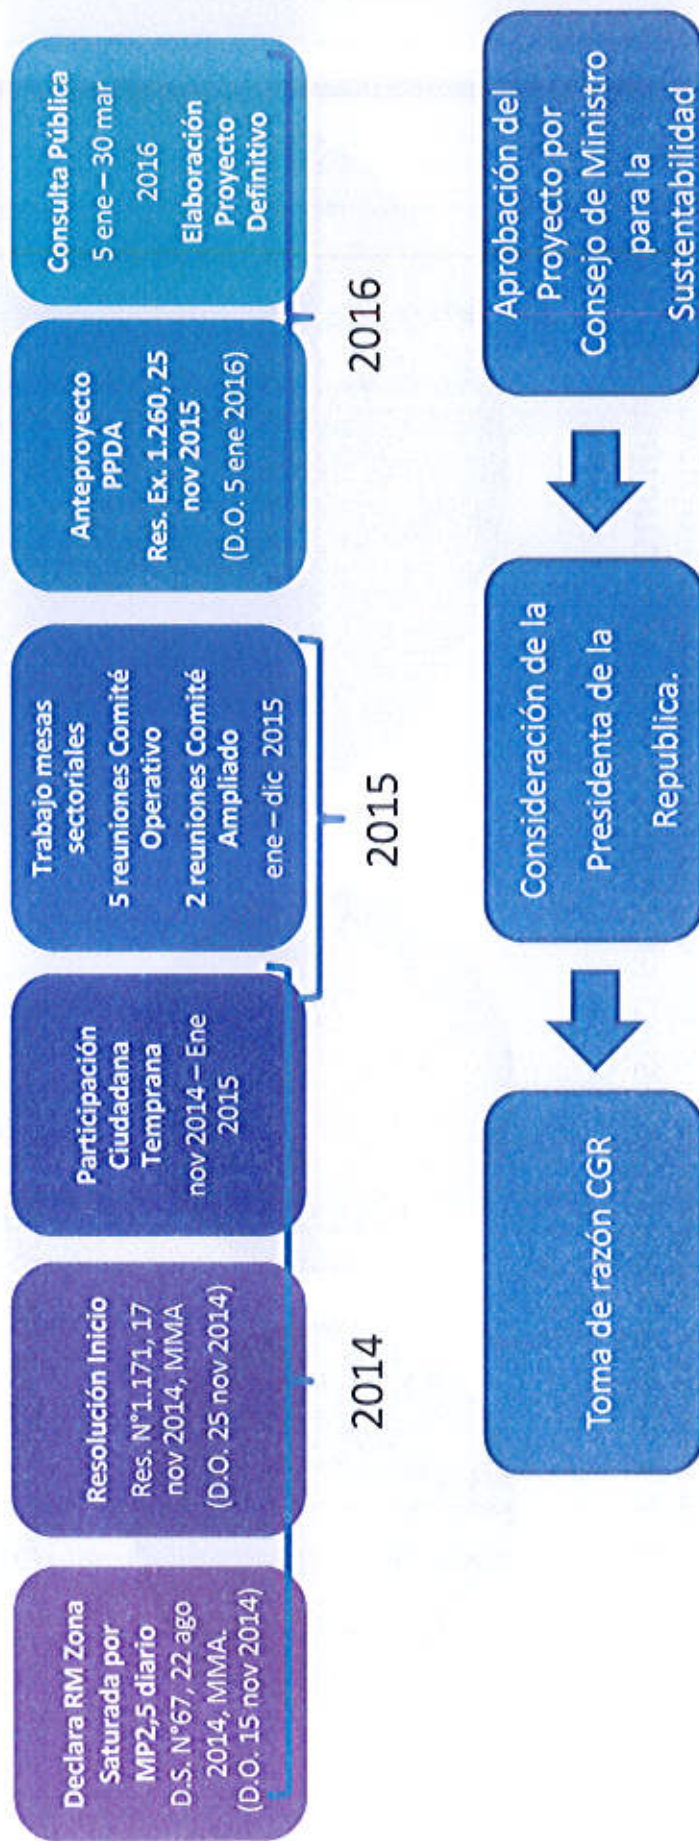 Declara RM Zona
Saturada por
MP2,5 diario
D.S. N°67, 22 ago
2014, MMA.
(D.O. 15 nov 2014)
Resolución Inicio
Res. N°1.171, 17
nov 2014, MMA
(D.O. 25 nov 2014)
Participación
Ciudadana
Temprana
nov 2014 – Ene
2015
Trabajo mesas
sectoriales
5 reuniones Comité
Operativo
2 reuniones Comité
Ampliado
ene – dic 2015
Anteproyecto
PPDA
Res. Ex. 1.260, 25
nov 2015
(D.O. 5 ene 2016)
Consulta Pública
5 ene – 30 mar
2016
Elaboración
Proyecto
Definitivo
2014
2015
2016
Toma de razón CGR
Consideración de la
Presidenta de la
Republica.
Aprobación del
Proyecto por
Consejo de Ministro
para la
Sustentabilidad